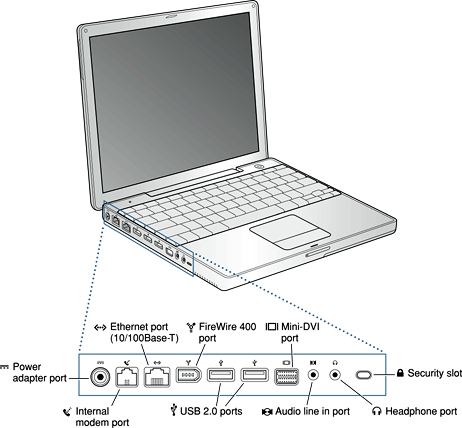 Ethernet port
(10/100Base-T)
FireWire 400
port
Mini-DVI
port
Power
adapter port
Security slot
Internal
modem port
USB 2.0 ports
Audio line in port
Headphone port